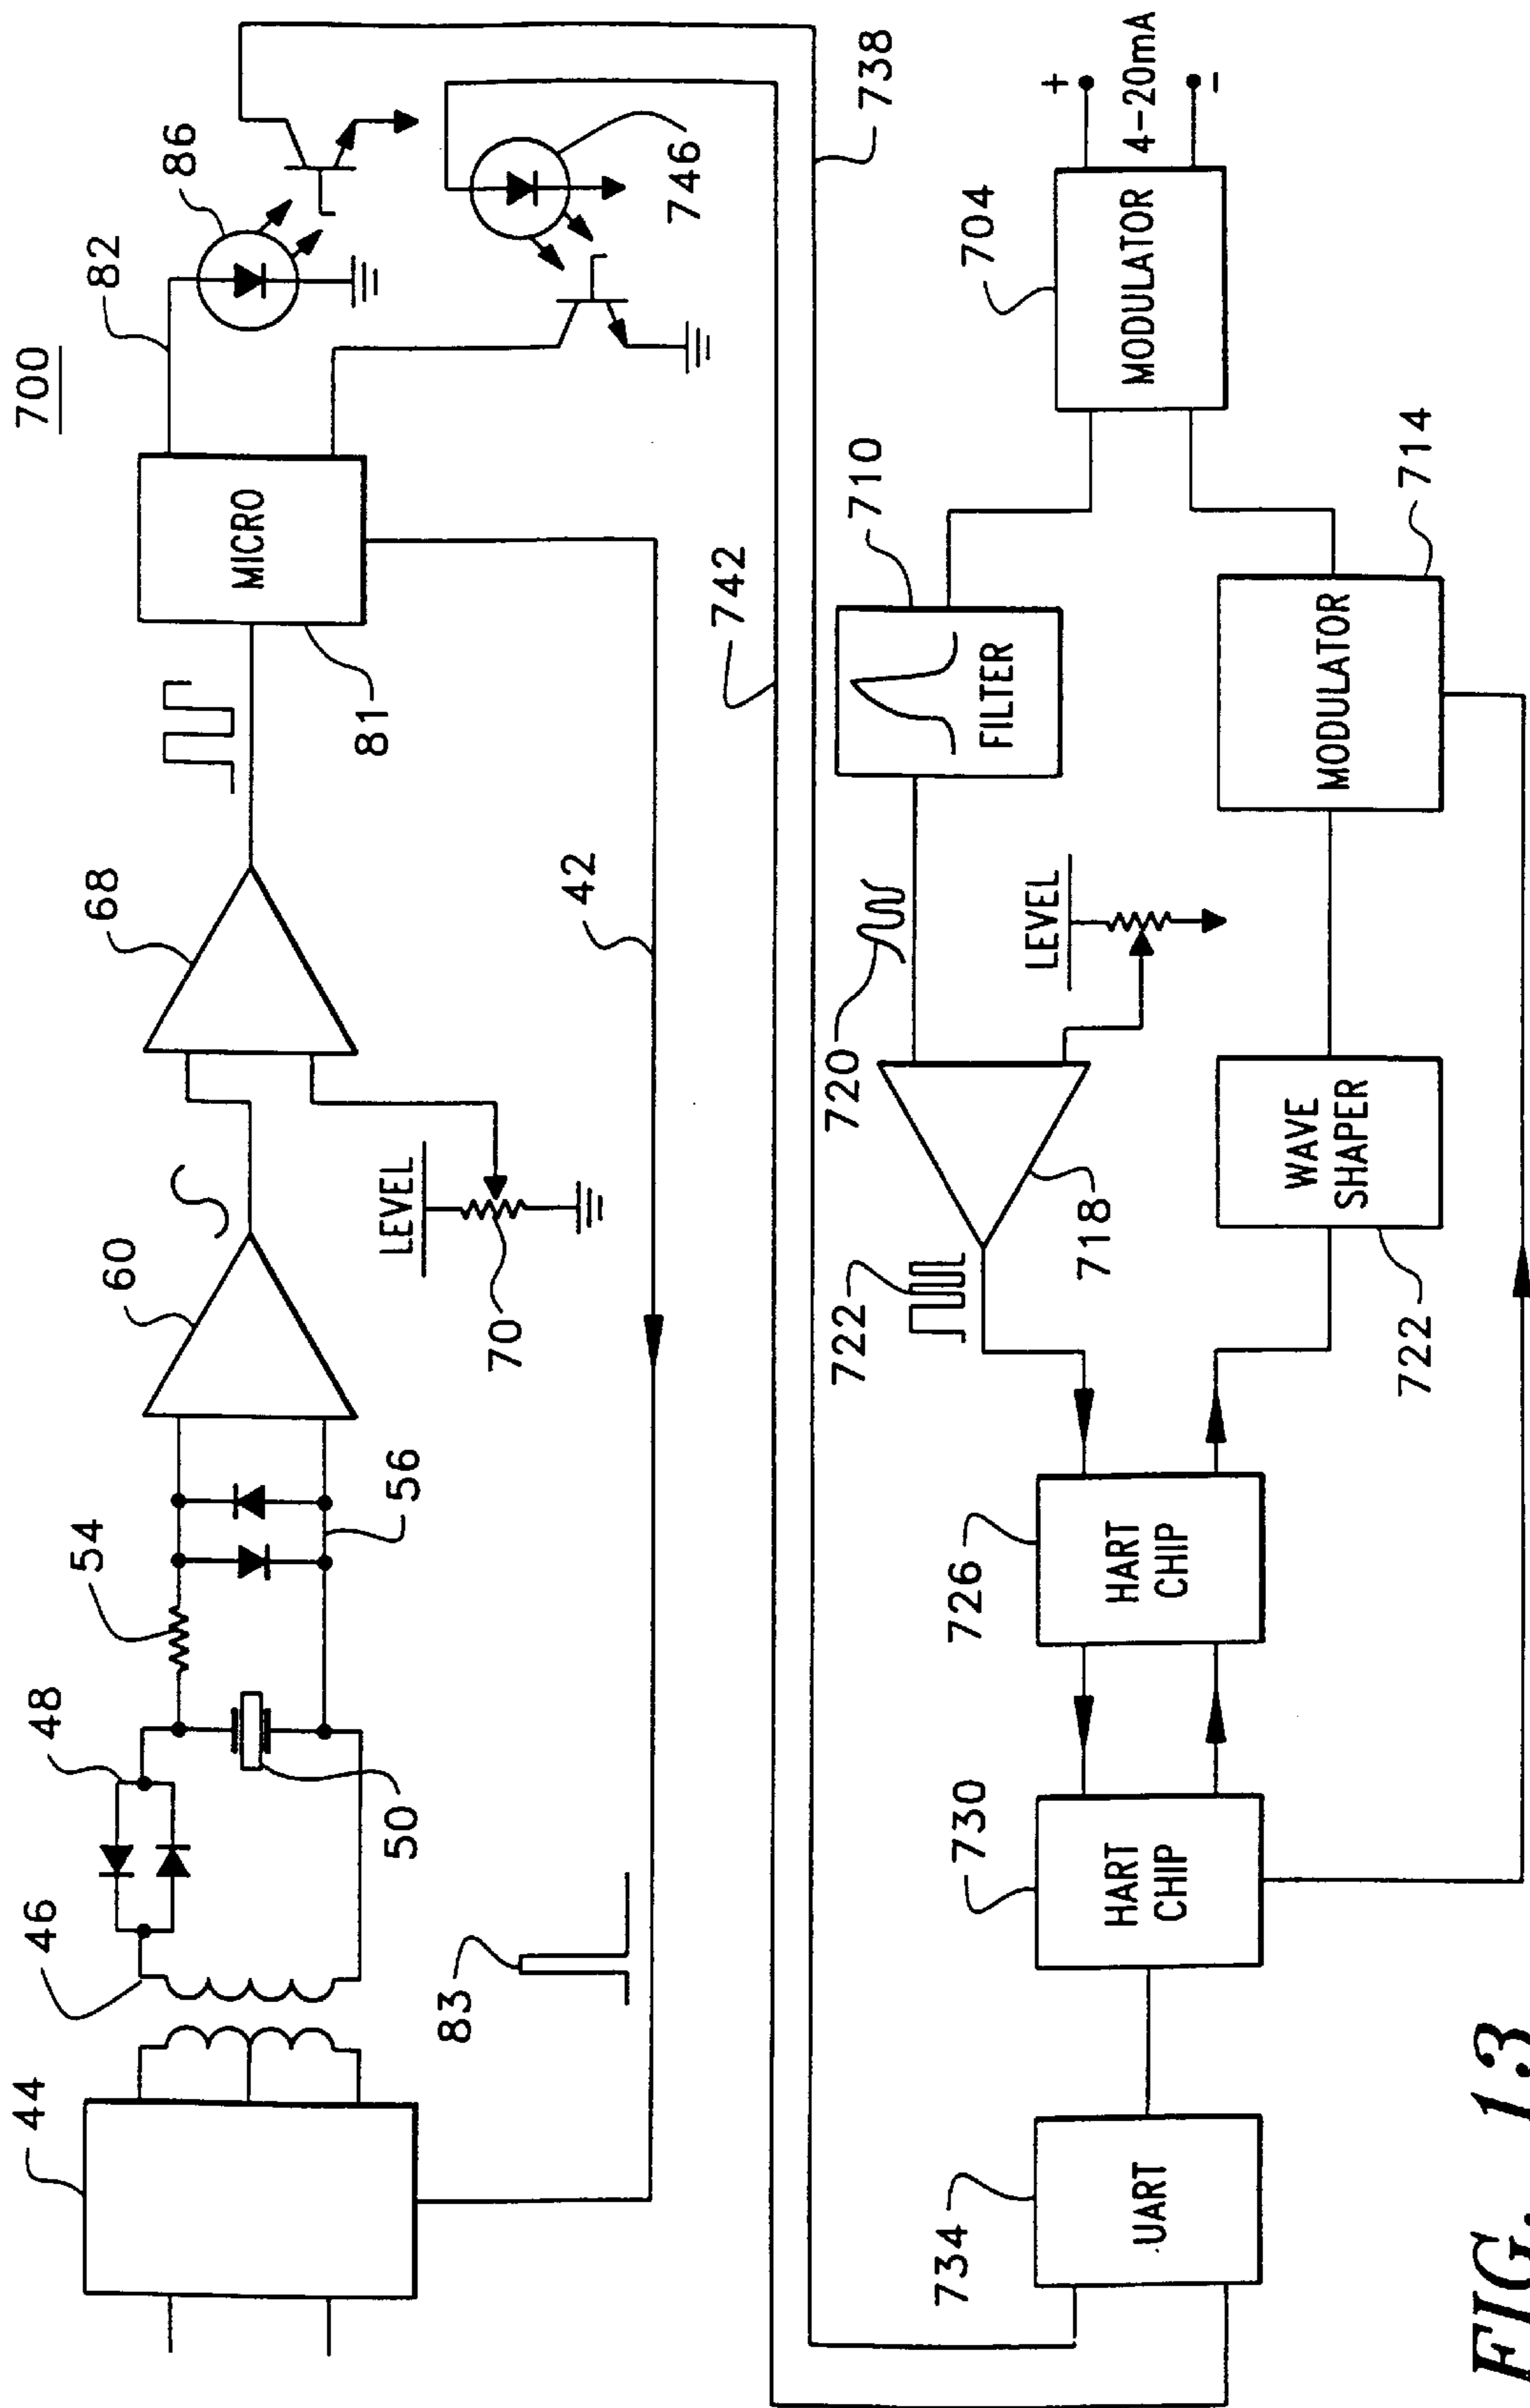 700
44
46
48
54
56
60
68
82
86
MICRO
81
LEVEL
70
50
83
42
742
746
738
710
704
FILTER
MODULATOR
+
4-20mA
-
714
MODULATOR
720
LEVEL
722
718
WAVE
SHAPER
722
726
HART
CHIP
730
HART
CHIP
734
UART
FIG. 13